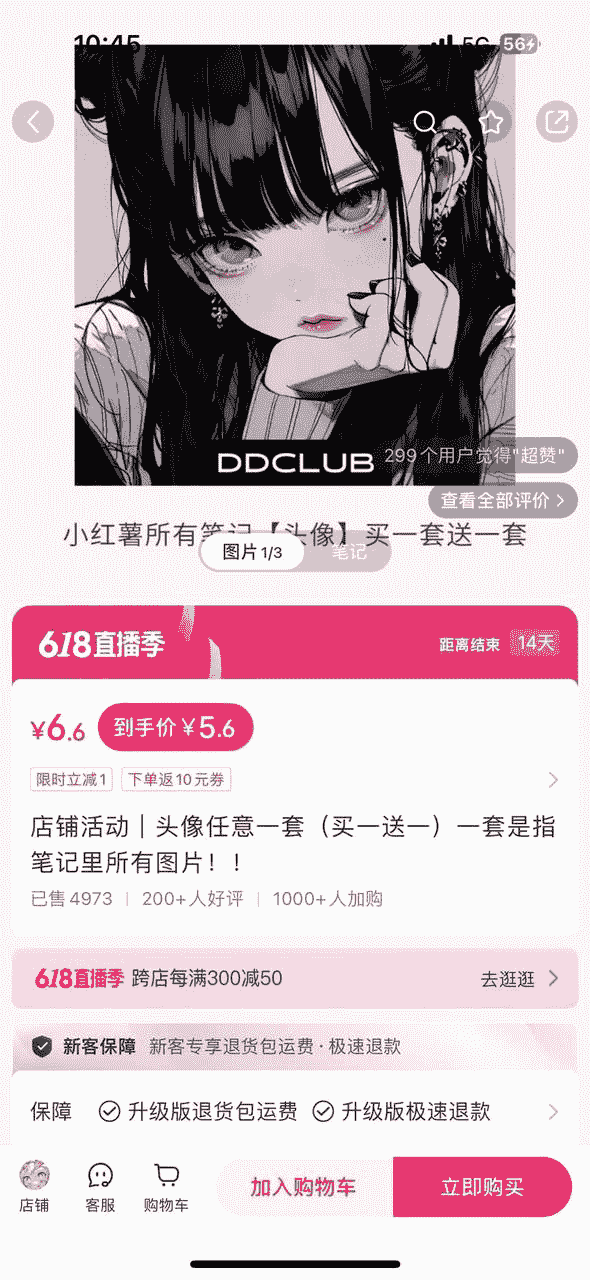 10:45
5G
56
DDCLUB
299个用户觉得"超赞"
查看全部评价
小红薯所有笔记【头像】买一套送一套
图片1/3
笔记
618直播季
距离结束 14天
¥6.6 到手价¥5.6
限时立减1 下单返10元券
店铺活动｜头像任意一套（买一送一）一套是指
笔记里所有图片！！
已售4973 | 200+人好评 | 1000+人加购
618直播季 跨店每满300减50 去逛逛
新客保障 新客专享退货包运费·极速退款
保障 升级版退货包运费 升级版极速退款
店铺 客服 购物车 加入购物车 立即购买